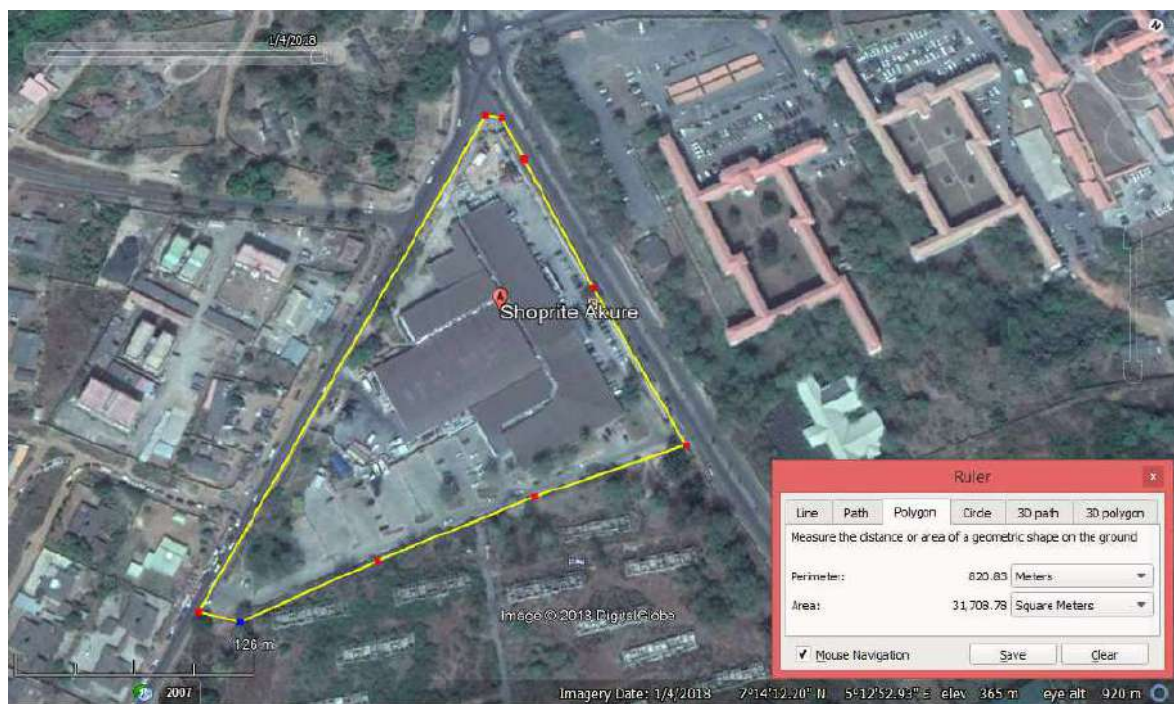 1/4/2018
Shoprite Akure
Ruler
x
Line Path Polygon Circle 3D path 3D polygon
Measure the distance or area of a geometric shape on the ground
Perimeter: 820.83 Meters
Area: 31,708.78 Square Meters
Mouse Navigation Save Clear
Image © 2018 DigitalGlobe
126 m
2007
Imagery Date: 1/4/2018 7°14'12.20" N 5°12'52.93" E elev 365 m eye alt 920 m
N